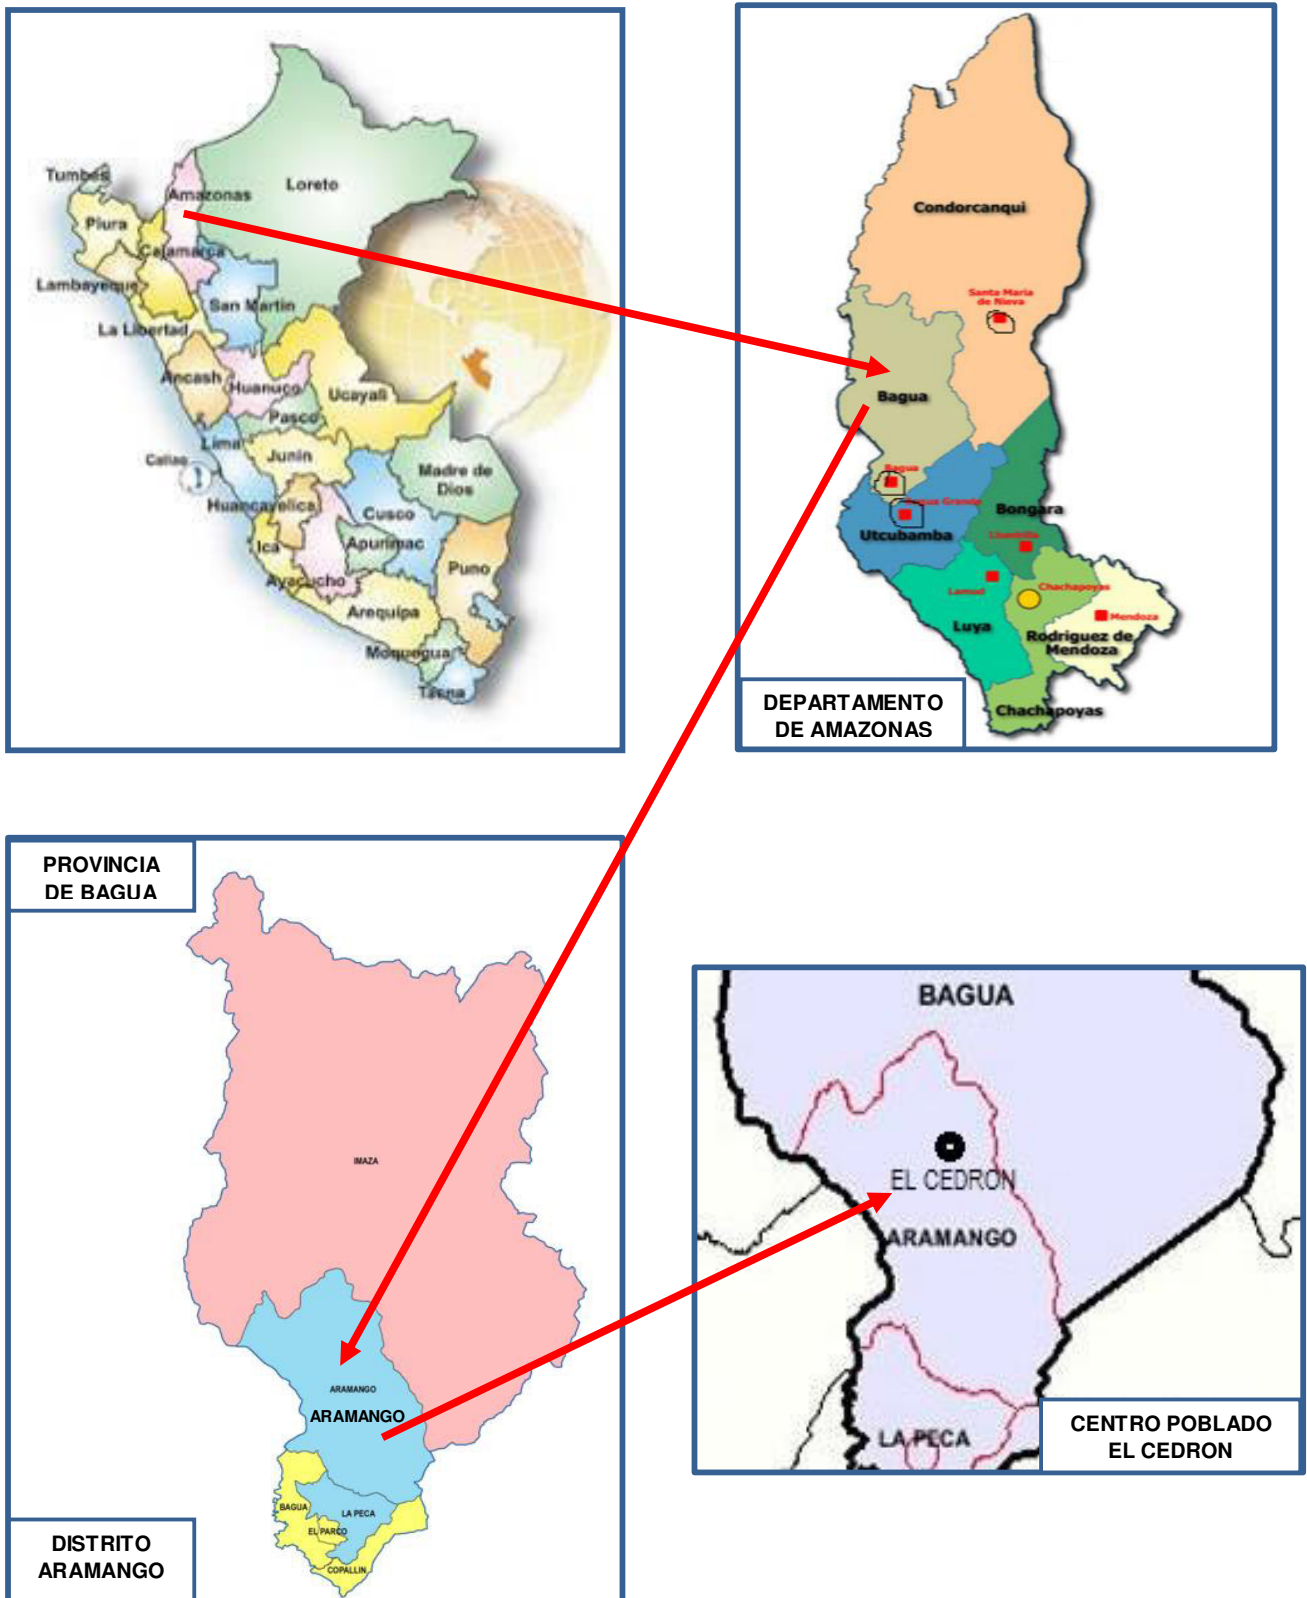 Tumbes
Amazonas
Loreto
Piura
Cajamarca
Lambayeque
San Martin
La Libertad
Ancash
Huanuco
Ucayali
Pasco
Lima
Junin
Callao
Madre de
Dios
Huancavelica
Cusco
Ica
Apurimac
Puno
Ayacucho
Arequipa
Moquegua
Tacna
Condorcanqui
Santa Maria
de Nieva
Bagua
Bagua
Bagua Grande
Bongara
Utcubamba
Chachapoyas
Lamud
Mendoza
Luya
Rodriguez de
Mendoza
Chachapoyas
DEPARTAMENTO
DE AMAZONAS
PROVINCIA
DE BAGUA
IMAZA
ARAMANGO
ARAMANGO
BAGUA
LA PECA
EL PARCO
COPALLIN
DISTRITO
ARAMANGO
BAGUA
EL CEDRON
ARAMANGO
LA PECA
CENTRO POBLADO
EL CEDRON